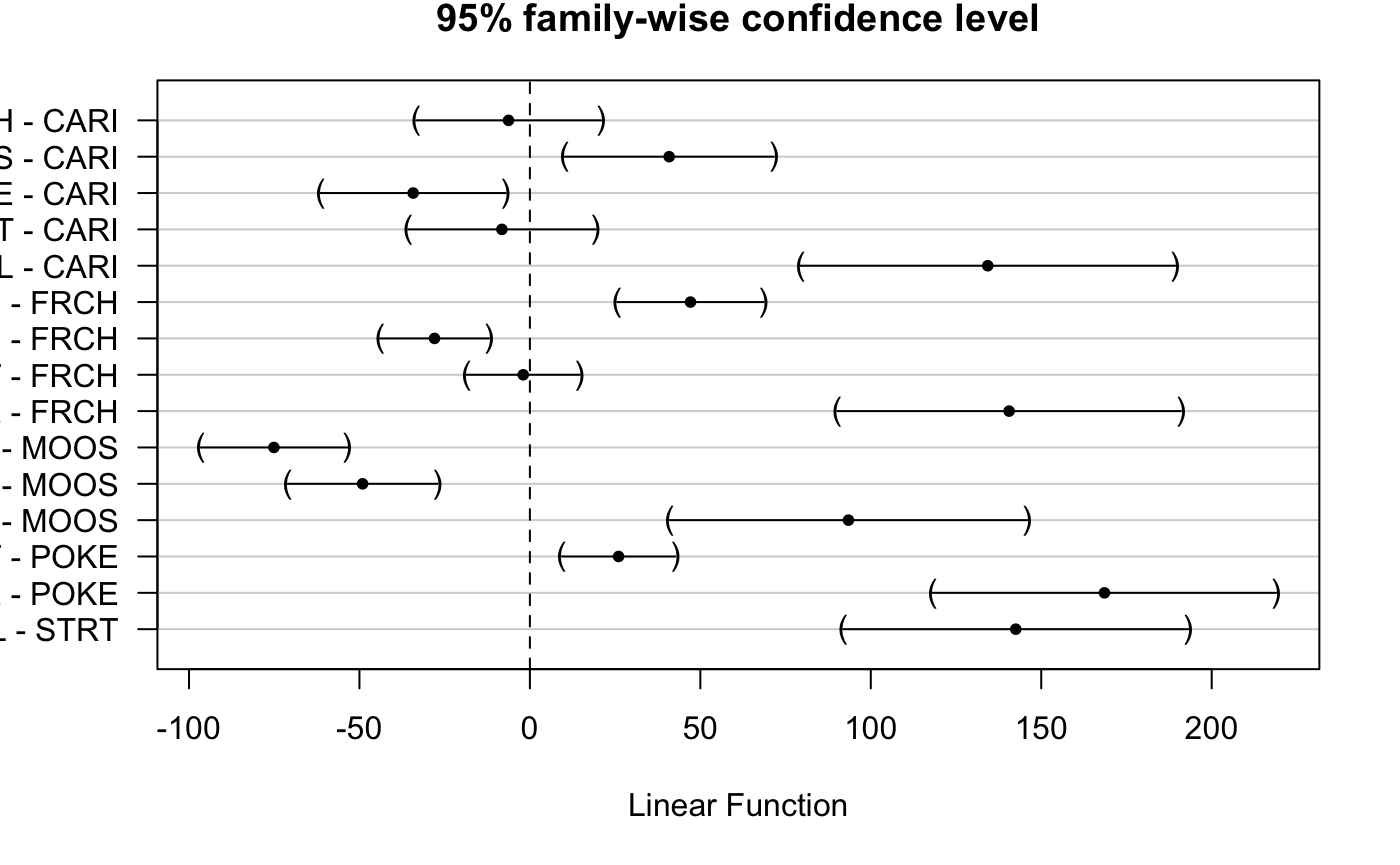 95% family-wise confidence level
H - CARI
S - CARI
E - CARI
T - CARI
L - CARI
- FRCH
- FRCH
- FRCH
- FRCH
- MOOS
- MOOS
- MOOS
- POKE
- POKE
- STRT
-100 -50 0 50 100 150 200
Linear Function